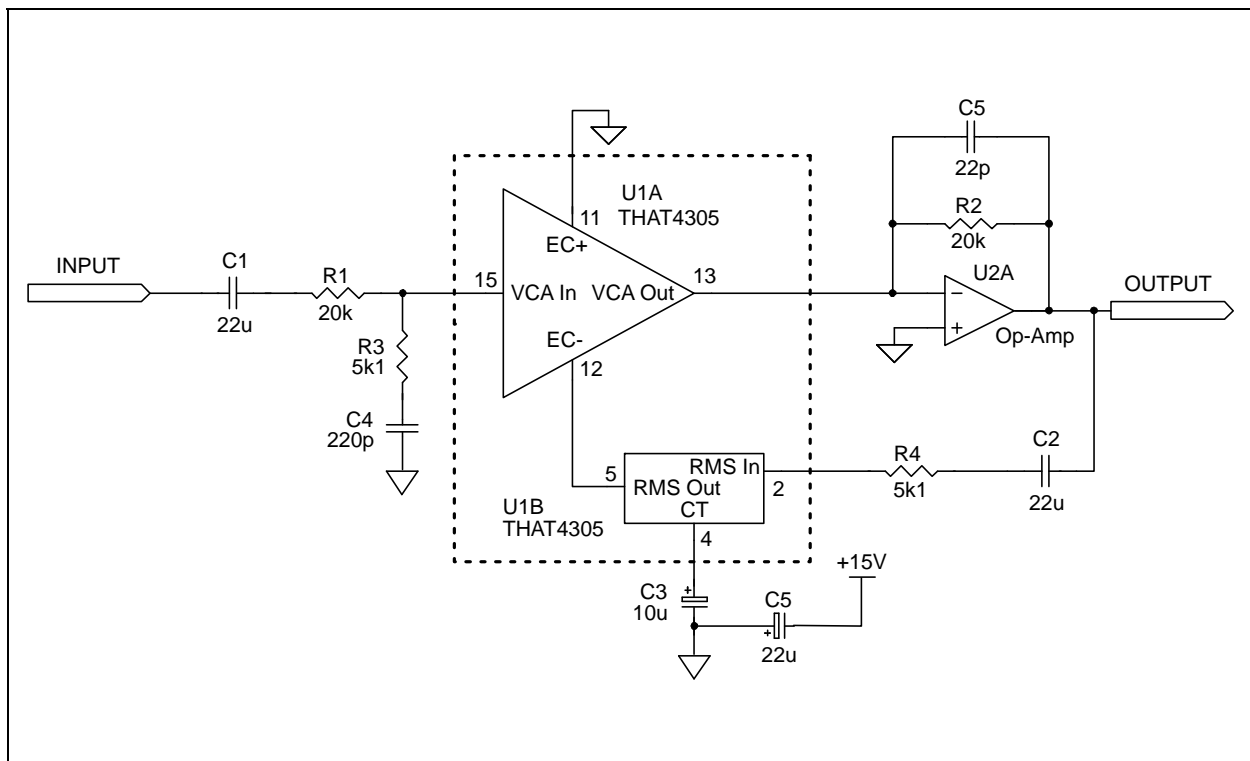 C5
22p
U1A
THAT4305
R2
20k
11
EC+
INPUT
C1
22u
R1
20k
15
VCA In
VCA Out
13
U2A
−
+
Op-Amp
OUTPUT
R3
5k1
EC-
12
C4
220p
5
RMS In
RMS Out
CT
2
R4
5k1
C2
22u
U1B
THAT4305
4
+15V
+
C3
10u
C5
+
22u